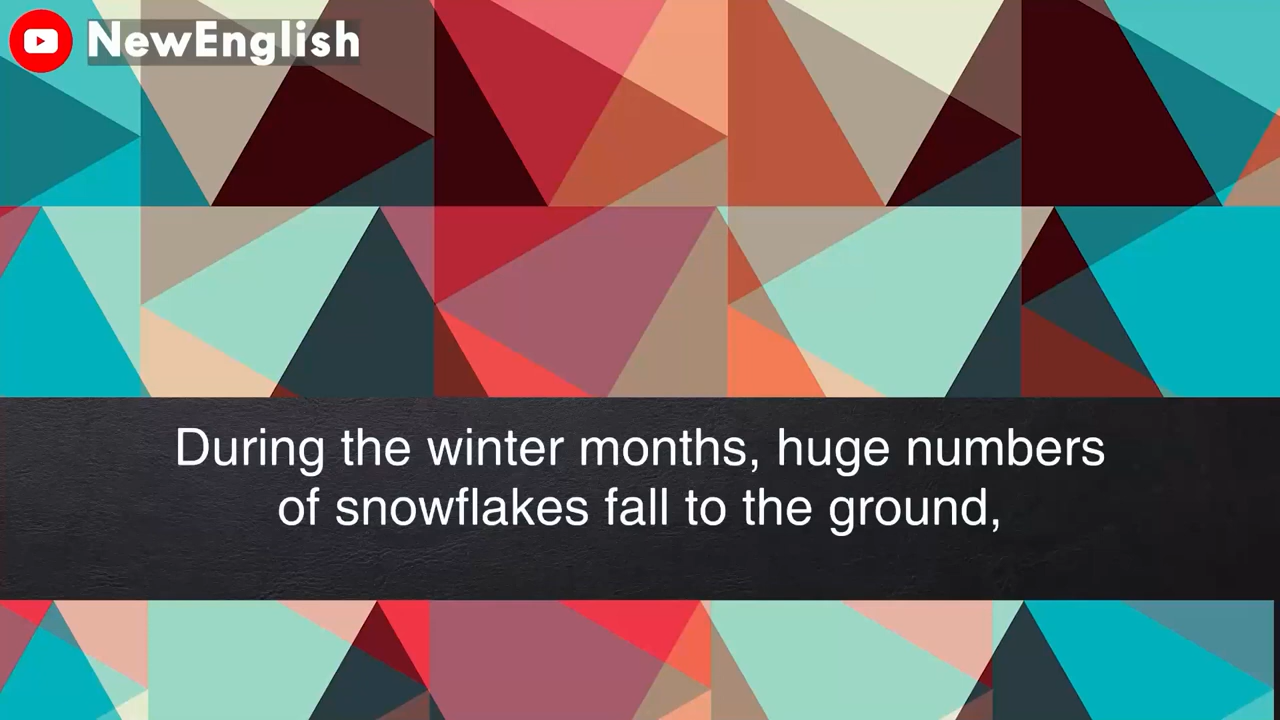 NewEnglish
During the winter months, huge numbers
of snowflakes fall to the ground,